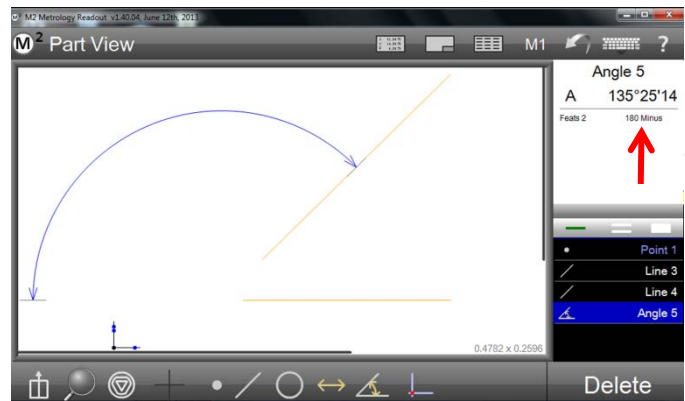 M2 Metrology Readout v1.40.04, June 12th, 2013
M² Part View
M1
?
Angle 5
A 135°25'14
Feats 2 180 Minus
Point 1
Line 3
Line 4
Angle 5
0.4782 x 0.2596
Delete